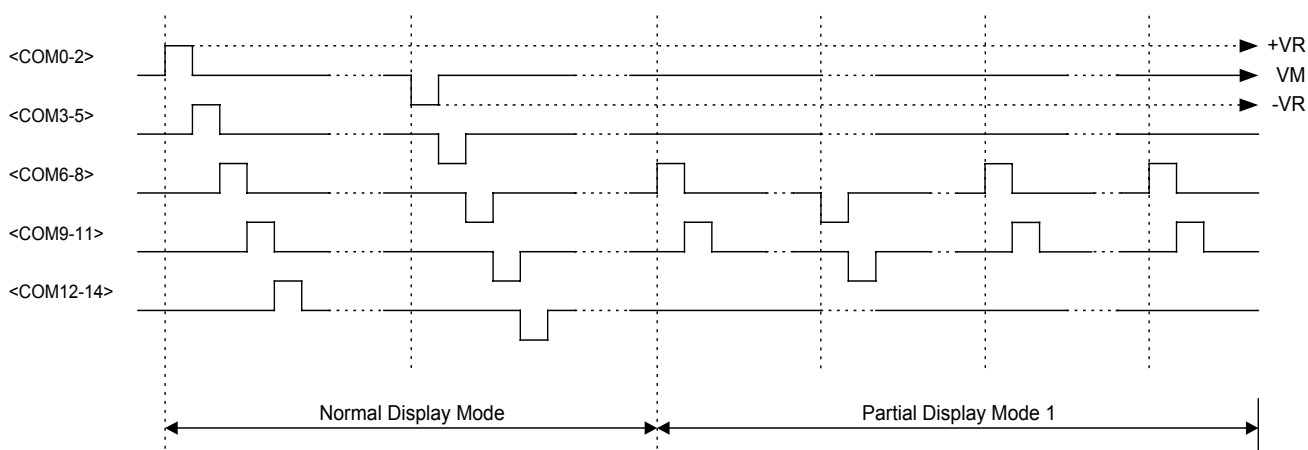 <COM0-2>
+VR
VM
-VR
<COM3-5>
<COM6-8>
<COM9-11>
<COM12-14>
Normal Display Mode
Partial Display Mode 1